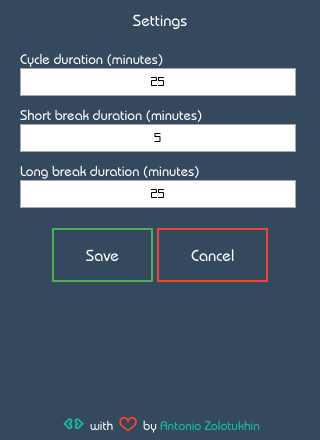 Settings
Cycle duration (minutes)
25
Short break duration (minutes)
5
Long break duration (minutes)
25
Save Cancel
with by Antonio Zolotukhin